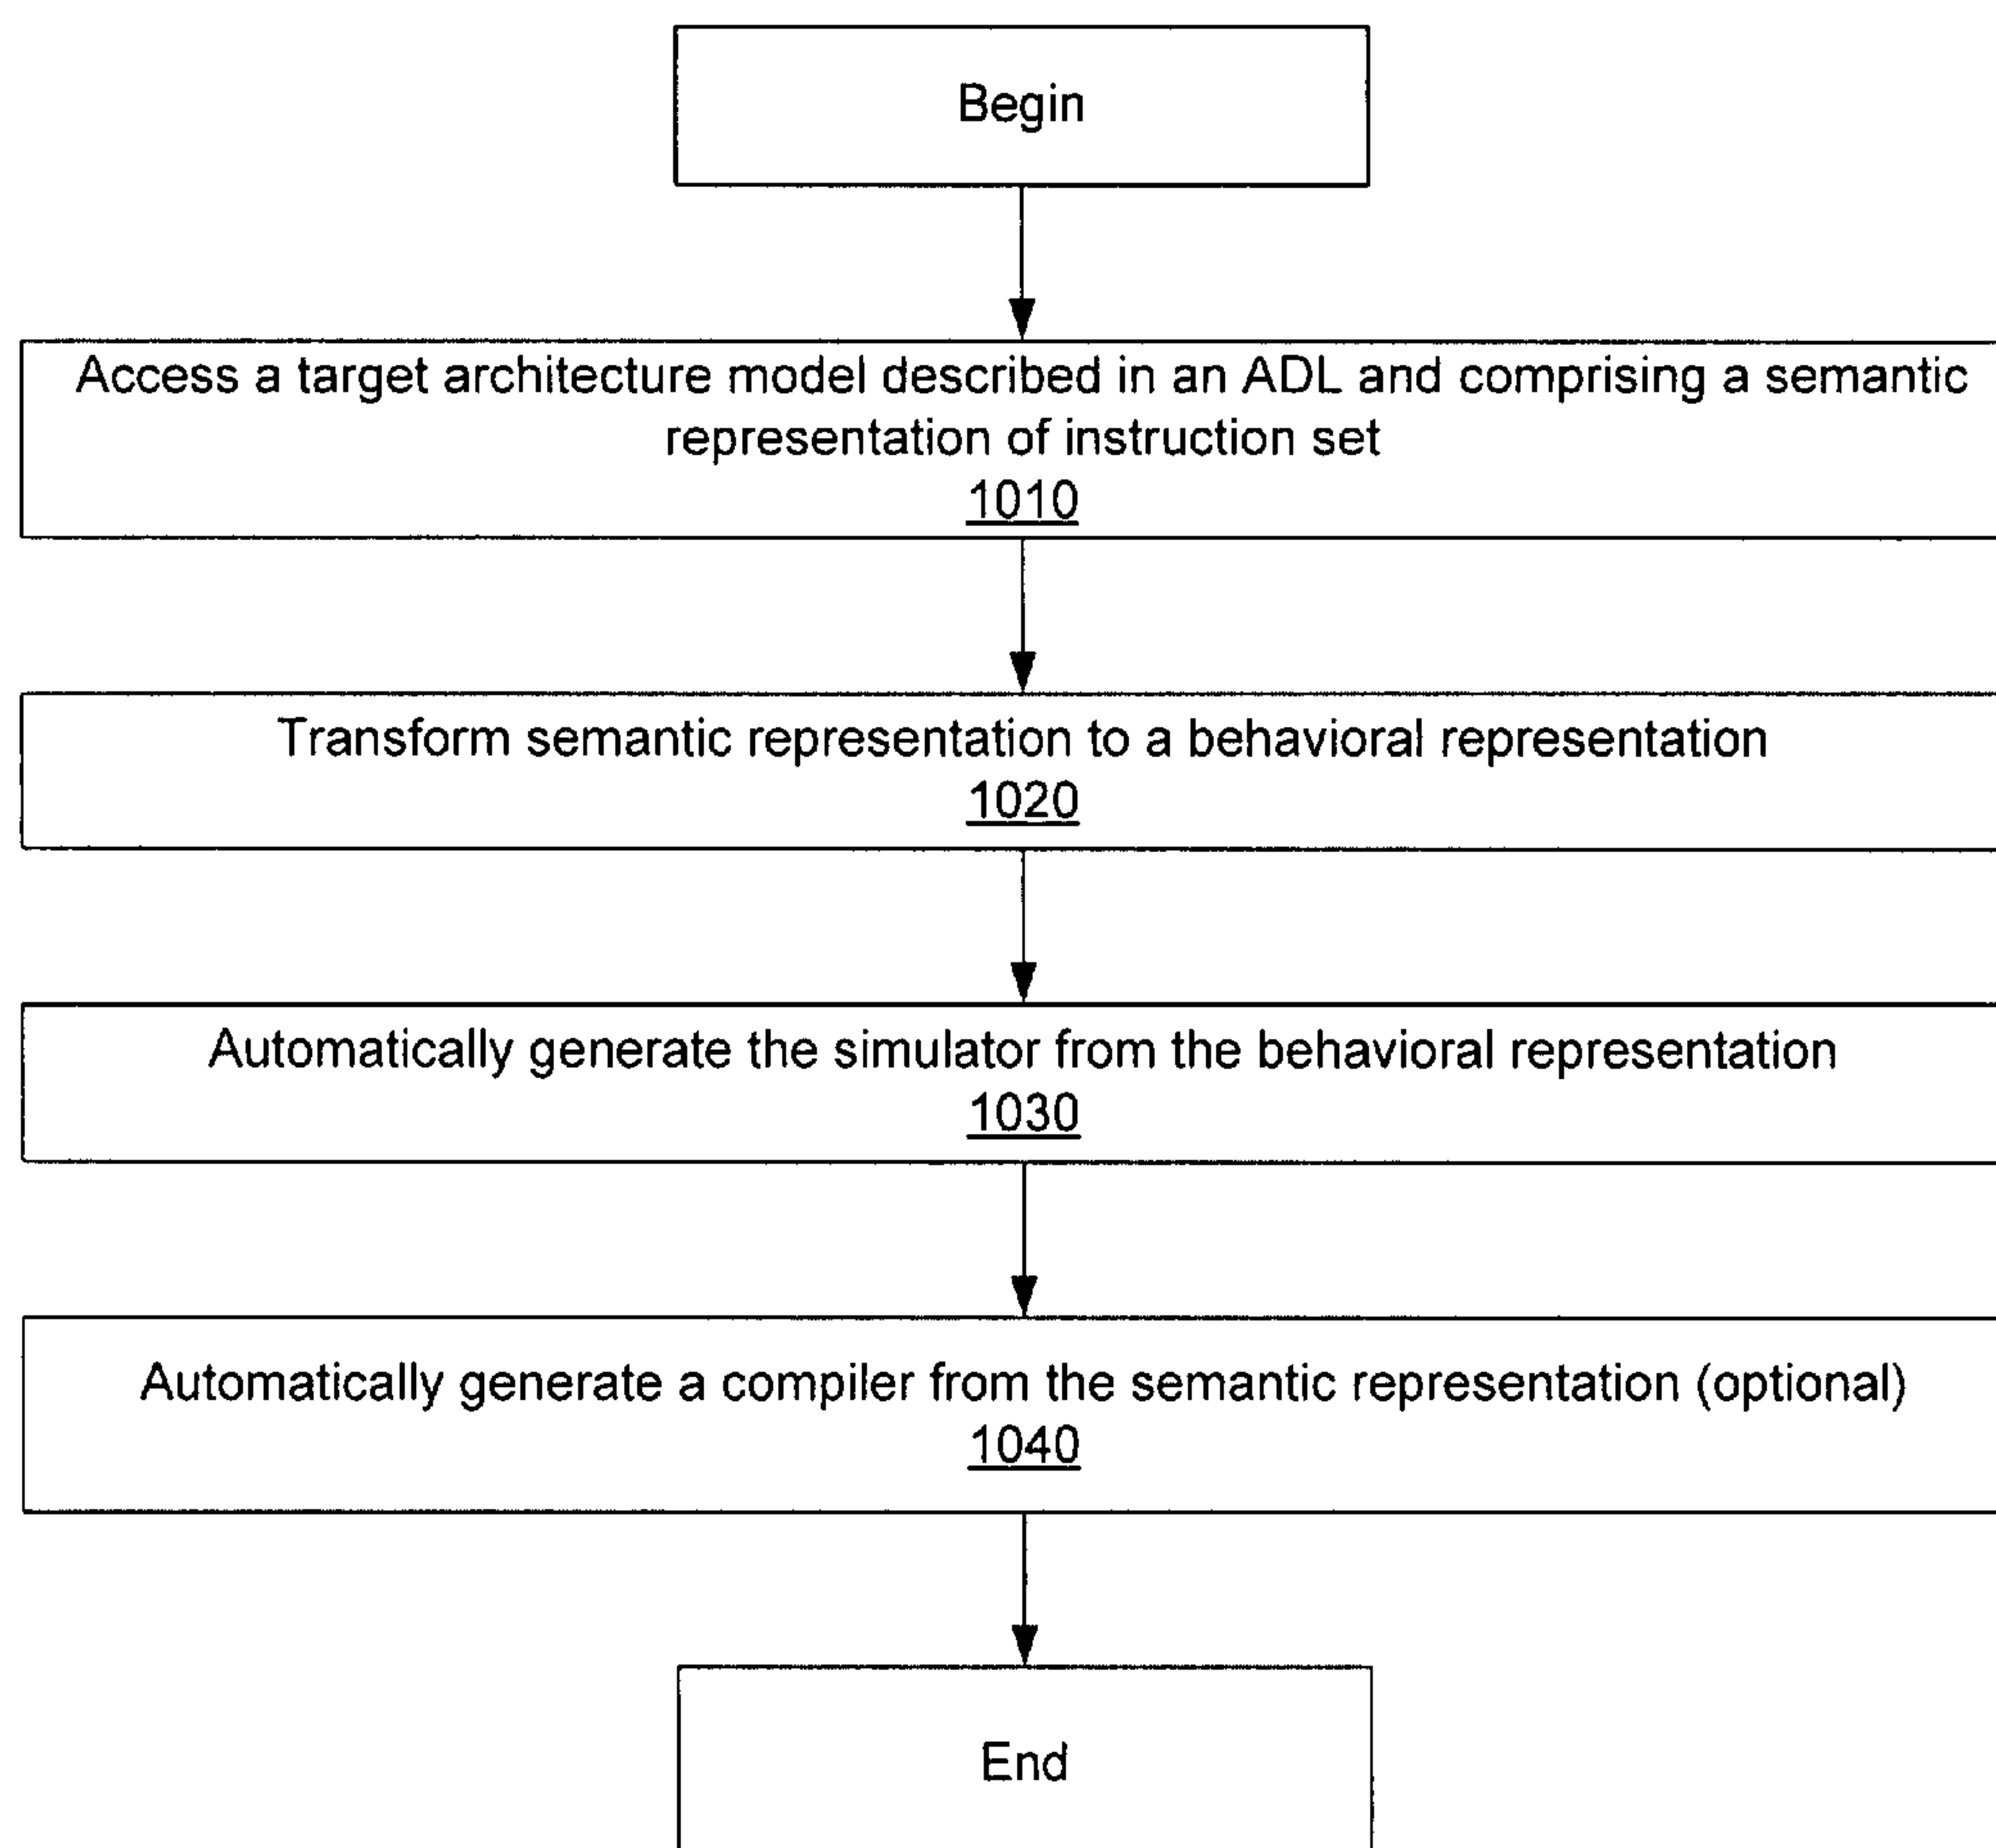 Begin
Access a target architecture model described in an ADL and comprising a semantic
representation of instruction set
1010
Transform semantic representation to a behavioral representation
1020
Automatically generate the simulator from the behavioral representation
1030
Automatically generate a compiler from the semantic representation (optional)
1040
End